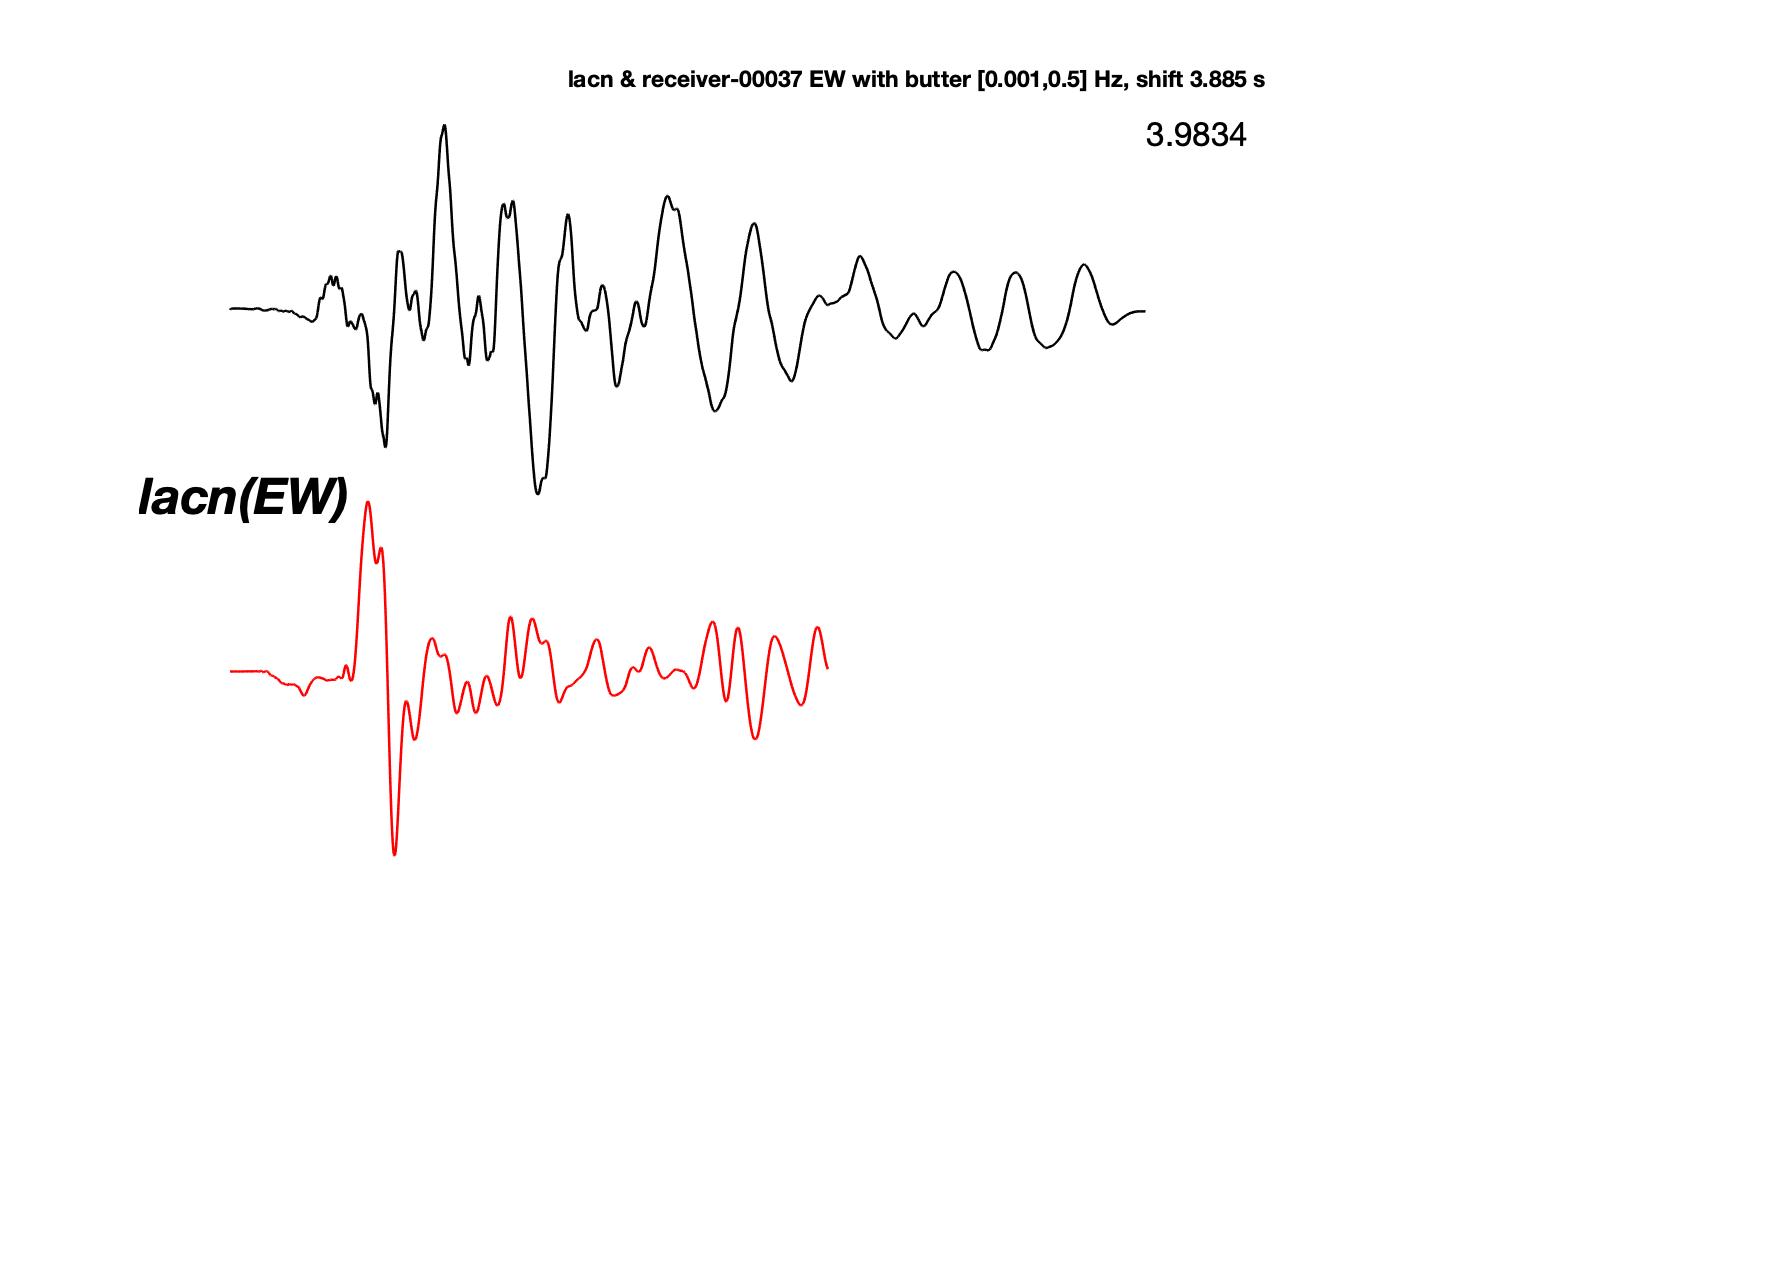 lacn & receiver-00037 EW with butter [0.001,0.5] Hz, shift 3.885 s
3.9834
lacn(EW)